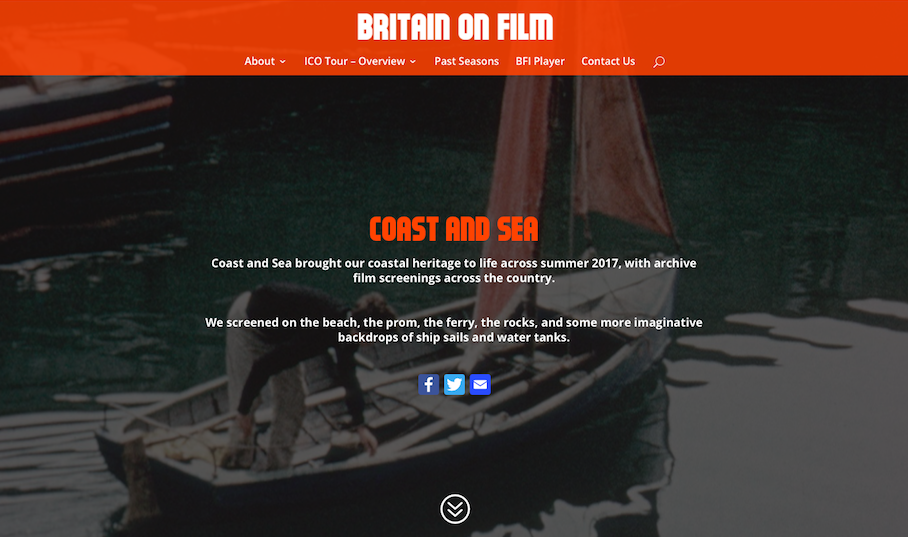 BRITAIN ON FILM
About ICO Tour – Overview Past Seasons BFI Player Contact Us
COAST AND SEA
Coast and Sea brought our coastal heritage to life across summer 2017, with archive
film screenings across the country.
We screened on the beach, the prom, the ferry, the rocks, and some more imaginative
backdrops of ship sails and water tanks.